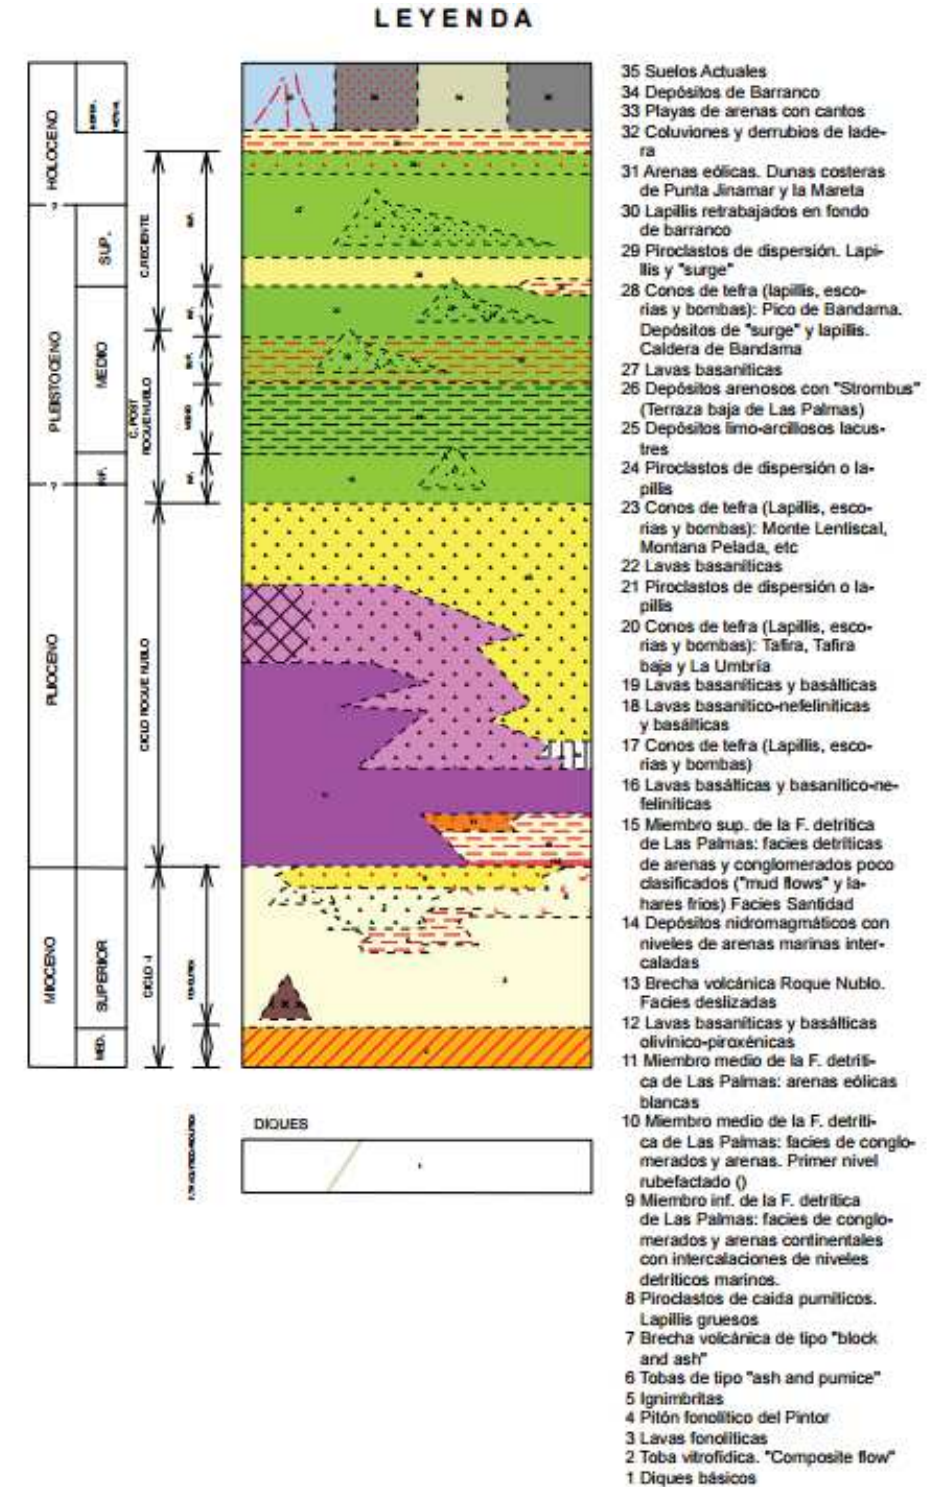 LEYENDA
HOLOCENO
PLEISTOCENO
SUP.
MEDIO
INF.
PLIOCENO
MIOCENO
SUPERIOR
MED.
?
?
C.RECIENTE
C. POST
ROQUE NUBLO
CICLO ROQUE NUBLO
CICLO -I
SUP.
INF.
SUP.
MEDIO
INF.
DIQUES
35 Suelos Actuales
34 Depósitos de Barranco
33 Playas de arenas con cantos
32 Coluviones y derrubios de lade-
ra
31 Arenas eólicas. Dunas costeras
de Punta Jinamar y la Mareta
30 Lapillis retrabajados en fondo
de barranco
29 Piroclastos de dispersión. Lapi-
llis y "surge"
28 Conos de tefra (lapillis, esco-
rias y bombas): Pico de Bandama.
Depósitos de "surge" y lapillis.
Caldera de Bandama
27 Lavas basaníticas
26 Depósitos arenosos con "Strombus"
(Terraza baja de Las Palmas)
25 Depósitos limo-arcillosos lacus-
tres
24 Piroclastos de dispersión o la-
pillis
23 Conos de tefra (Lapillis, esco-
rias y bombas): Monte Lentiscal,
Montana Pelada, etc
22 Lavas basaníticas
21 Piroclastos de dispersión o la-
pillis
20 Conos de tefra (Lapillis, esco-
rias y bombas): Tafira, Tafira
baja y La Umbría
19 Lavas basaníticas y basálticas
18 Lavas basanítico-nefeliníticas
y basálticas
17 Conos de tefra (Lapillis, esco-
rias y bombas)
16 Lavas basálticas y basanítico-ne-
feliníticas
15 Miembro sup. de la F. detrítica
de Las Palmas: facies detríticas
de arenas y conglomerados poco
clasificados ("mud flows" y la-
hares fríos) Facies Santidad
14 Depósitos nidromagmáticos con
niveles de arenas marinas inter-
caladas
13 Brecha volcánica Roque Nublo.
Facies deslizadas
12 Lavas basaníticas y basálticas
olivínico-piroxénicas
11 Miembro medio de la F. detríti-
ca de Las Palmas: arenas eólicas
blancas
10 Miembro medio de la F. detríti-
ca de Las Palmas: facies de conglo-
merados y arenas. Primer nivel
rubefactado ()
9 Miembro inf. de la F. detrítica
de Las Palmas: facies de conglo-
merados y arenas continentales
con intercalaciones de niveles
detríticos marinos.
8 Piroclastos de caida pumíticos.
Lapillis gruesos
7 Brecha volcánica de tipo "block
and ash"
6 Tobas de tipo "ash and pumice"
5 Ignimbritas
4 Pitón fonolítico del Pintor
3 Lavas fonolíticas
2 Toba vitrofídica. "Composite flow"
1 Diques básicos